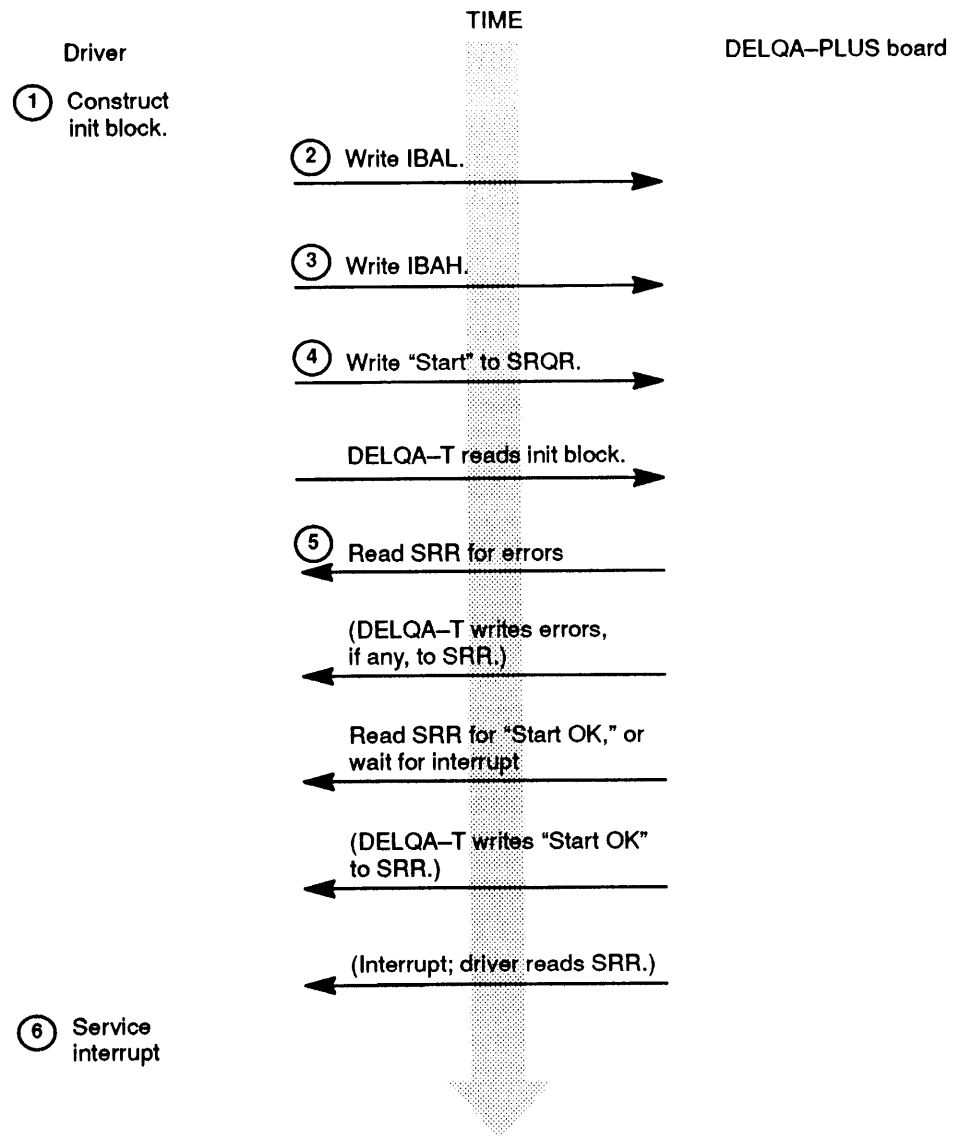 TIME
Driver
DELQA–PLUS board
1 Construct
init block.
2 Write IBAL.
3 Write IBAH.
4 Write “Start” to SRQR.
DELQA–T reads init block.
5 Read SRR for errors
(DELQA–T writes errors,
if any, to SRR.)
Read SRR for “Start OK,” or
wait for interrupt
(DELQA–T writes “Start OK”
to SRR.)
(Interrupt; driver reads SRR.)
6 Service
interrupt